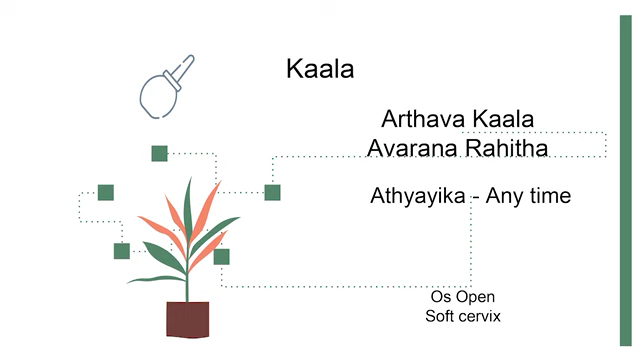 Kaala
Arthava Kaala
Avarana Rahitha
Athyayika - Any time
Os Open
Soft cervix